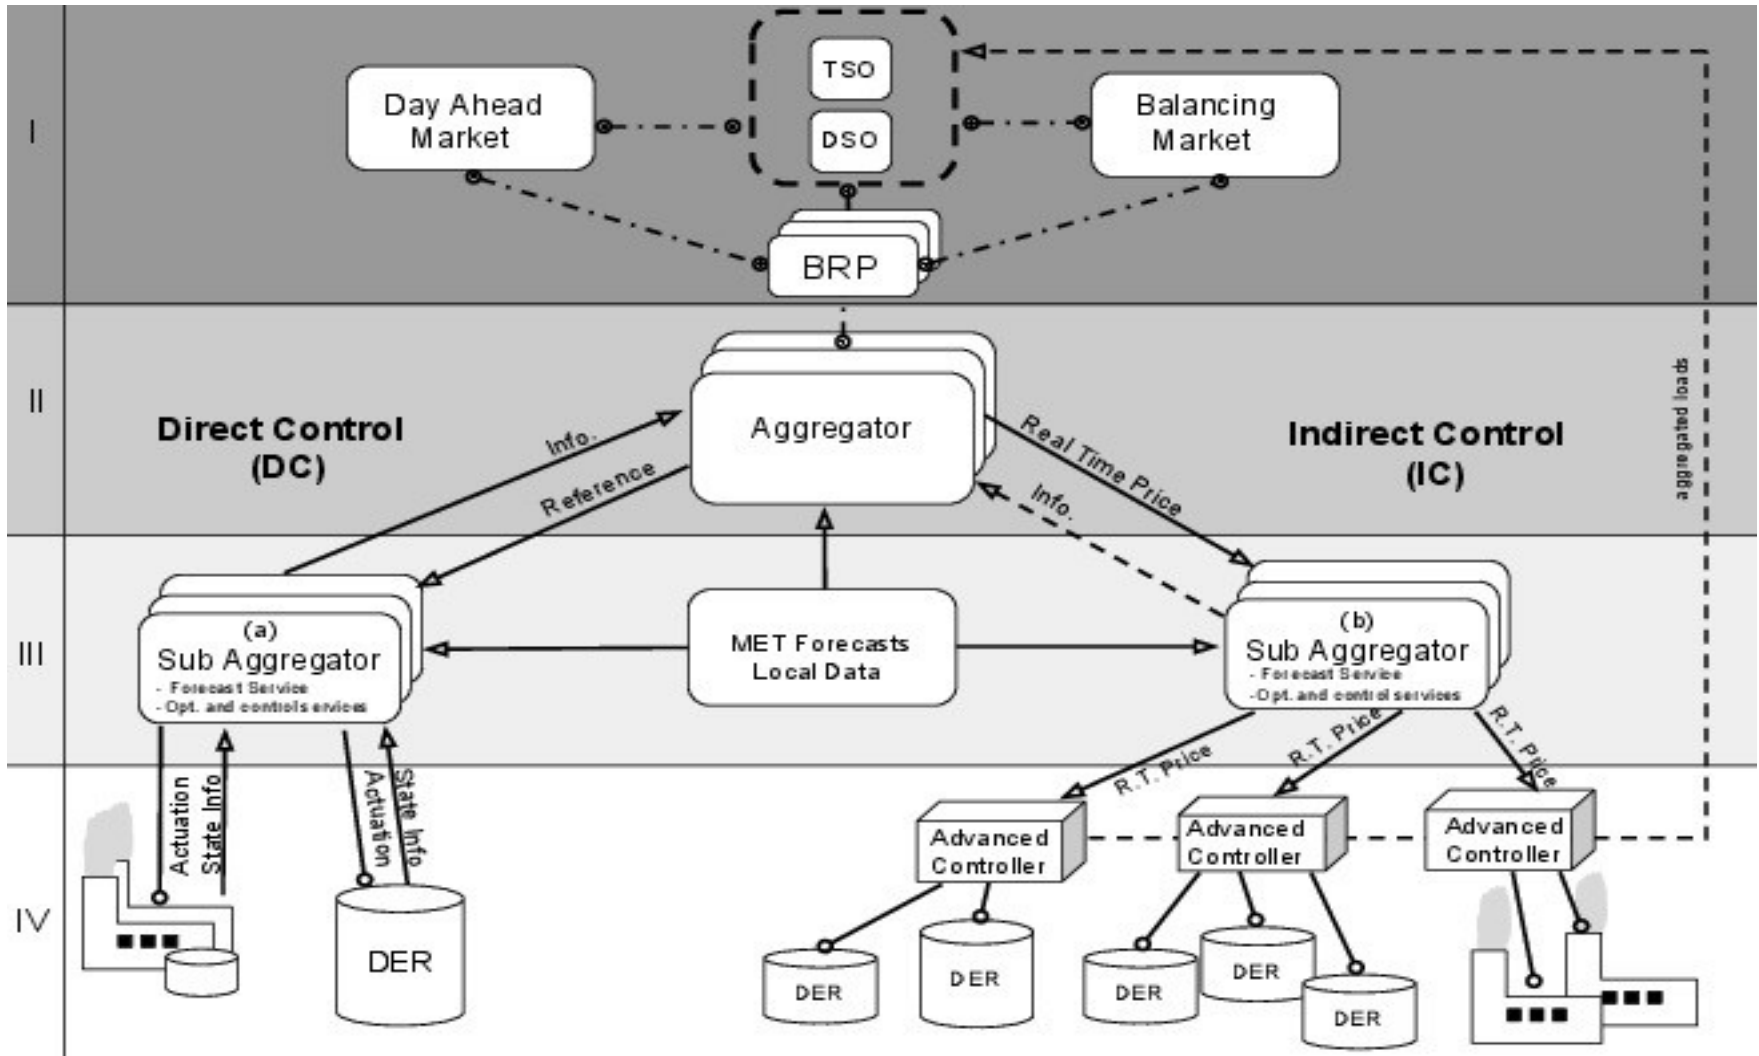 I
TSO
Day Ahead
Market
DSO
Balancing
Market
BRP
II
Direct Control
(DC)
Info.
Reference
Aggregator
Real Time Price
Info.
Indirect Control
(IC)
aggregated loads
III
(a)
Sub Aggregator
- Forecast Service
- Opt. and control services
MET Forecasts
Local Data
(b)
Sub Aggregator
- Forecast Service
- Opt. and control services
R.T. Price
R.T. Price
R.T. Price
IV
Actuation
State Info
Actuation
State Info
DER
Advanced
Controller
Advanced
Controller
Advanced
Controller
DER
DER
DER
DER
DER